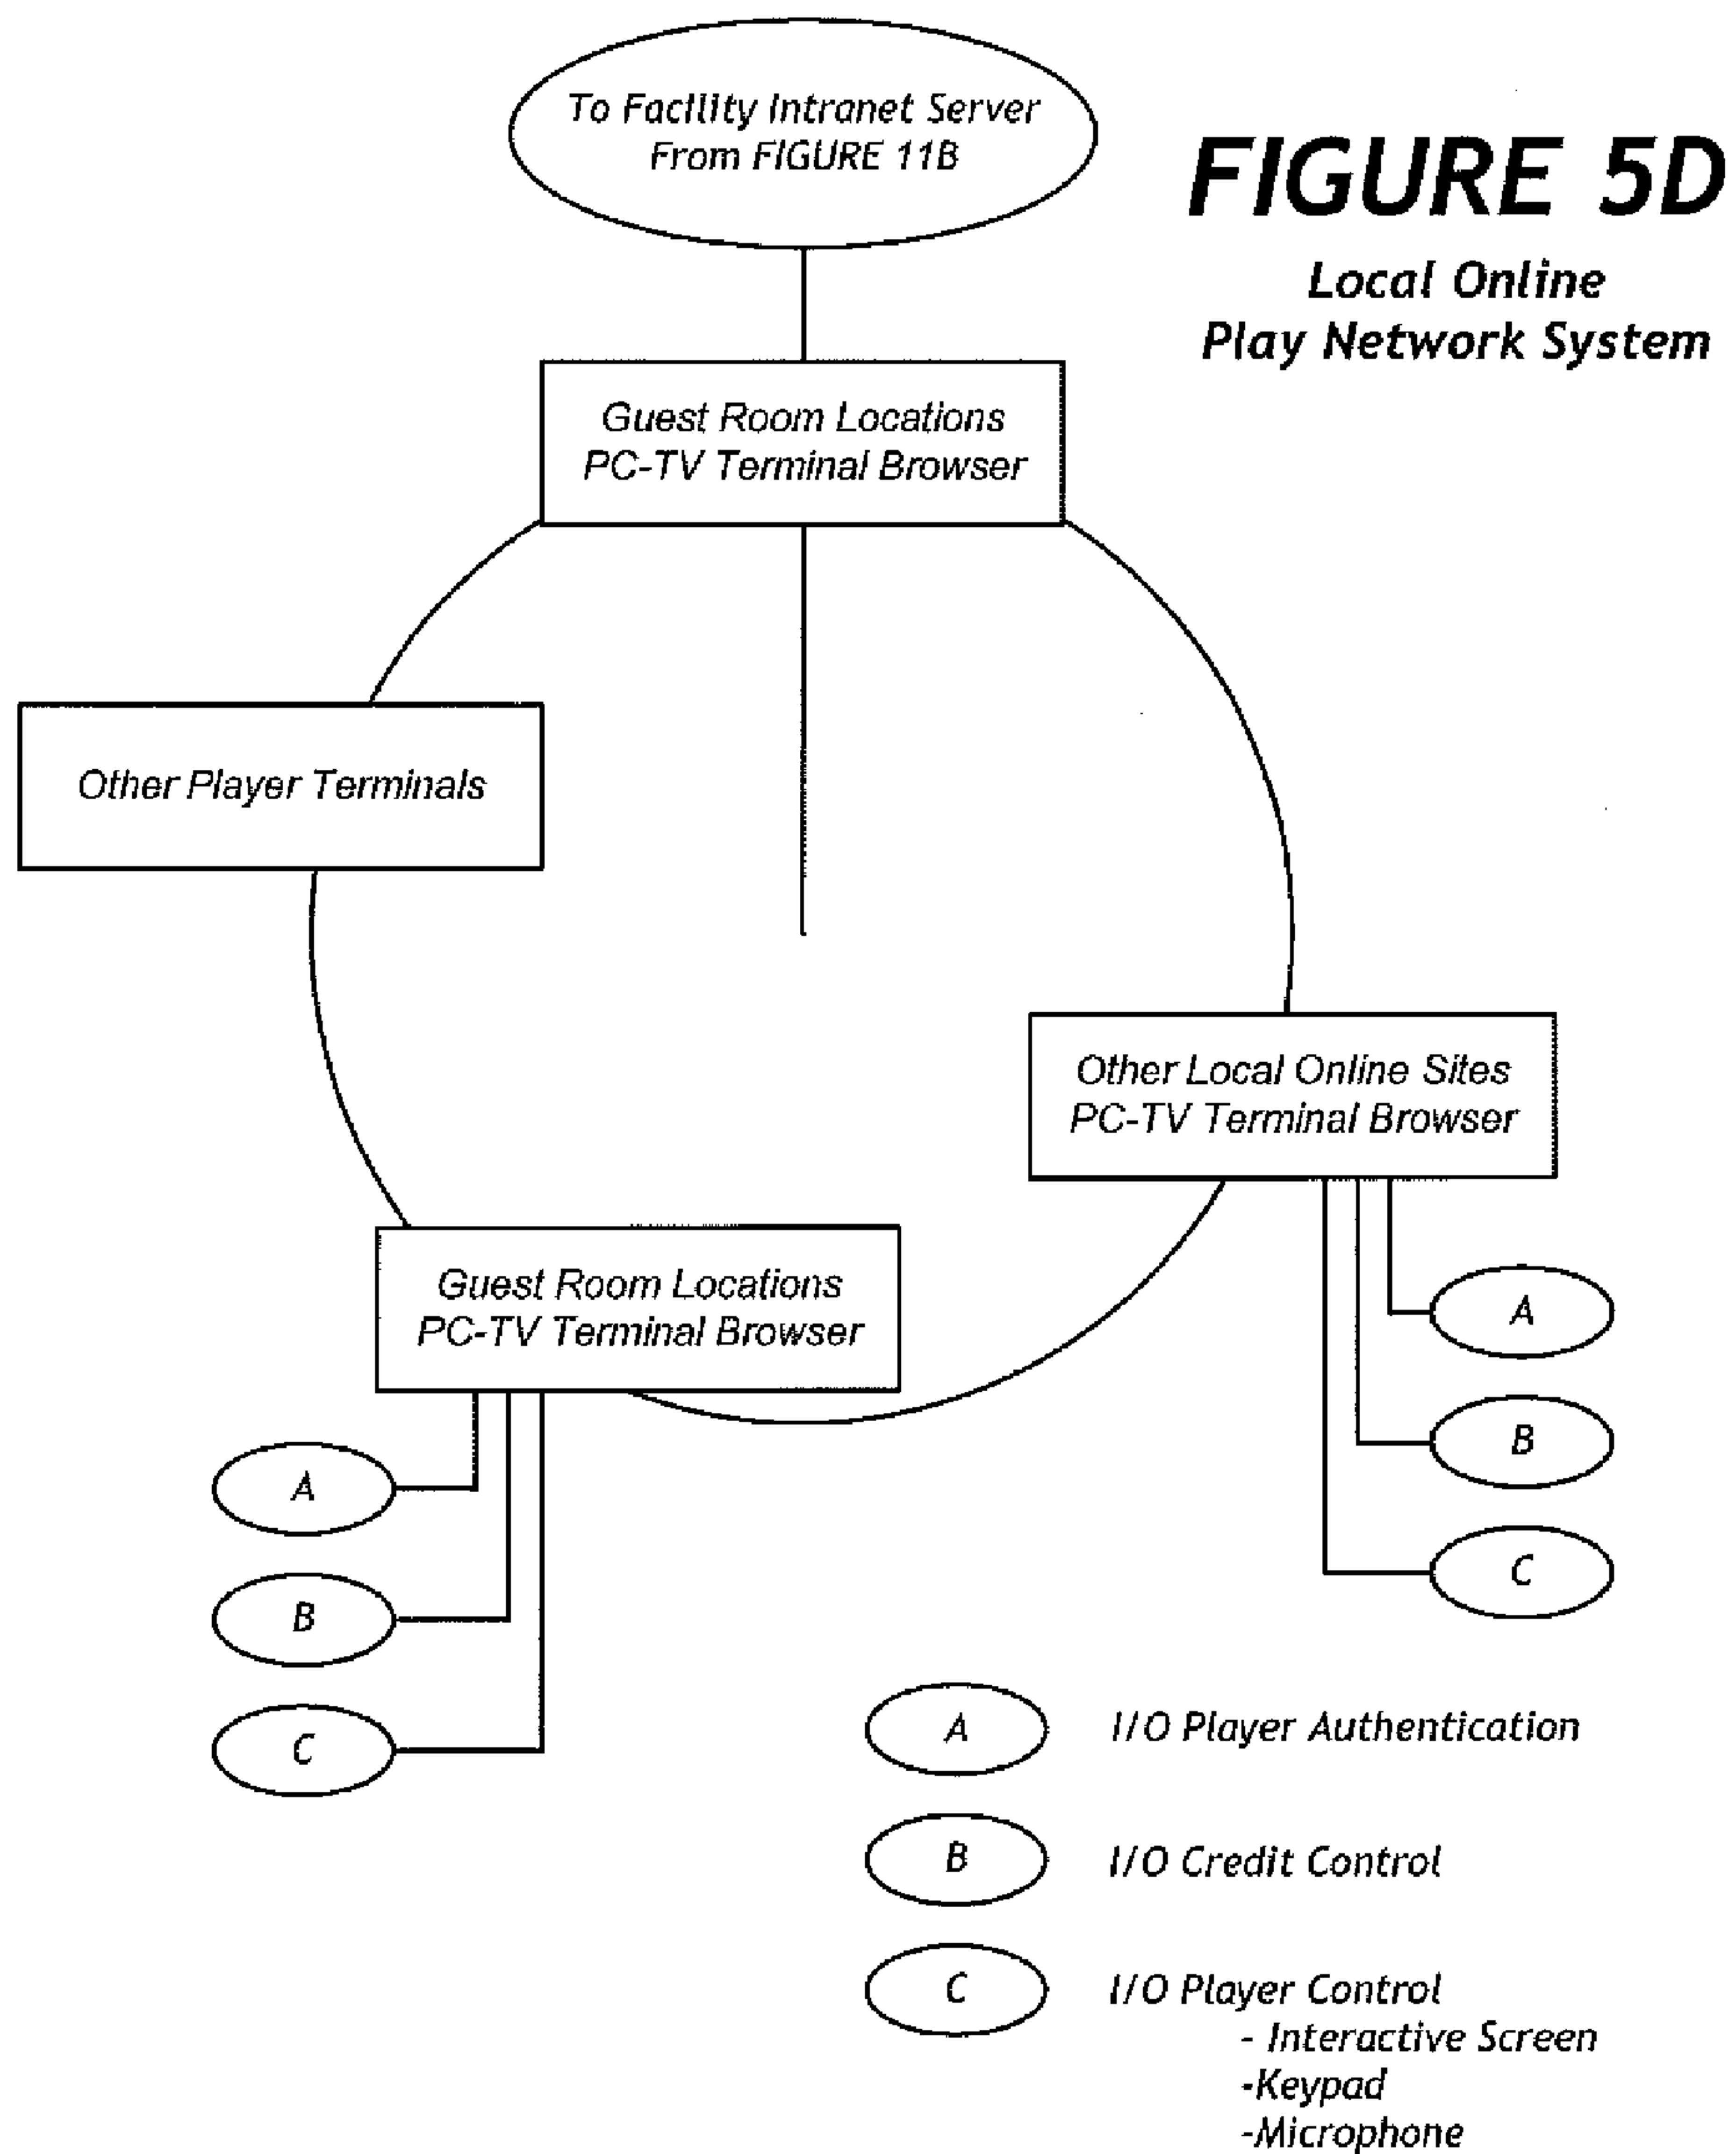 To Facility Intranet Server
From FIGURE 11B
FIGURE 5D
Local Online
Play Network System
Guest Room Locations
PC-TV Terminal Browser
Other Player Terminals
Other Local Online Sites
PC-TV Terminal Browser
Guest Room Locations
PC-TV Terminal Browser
A
B
C
A
B
C
A I/O Player Authentication
B I/O Credit Control
C I/O Player Control
- Interactive Screen
-Keypad
-Microphone